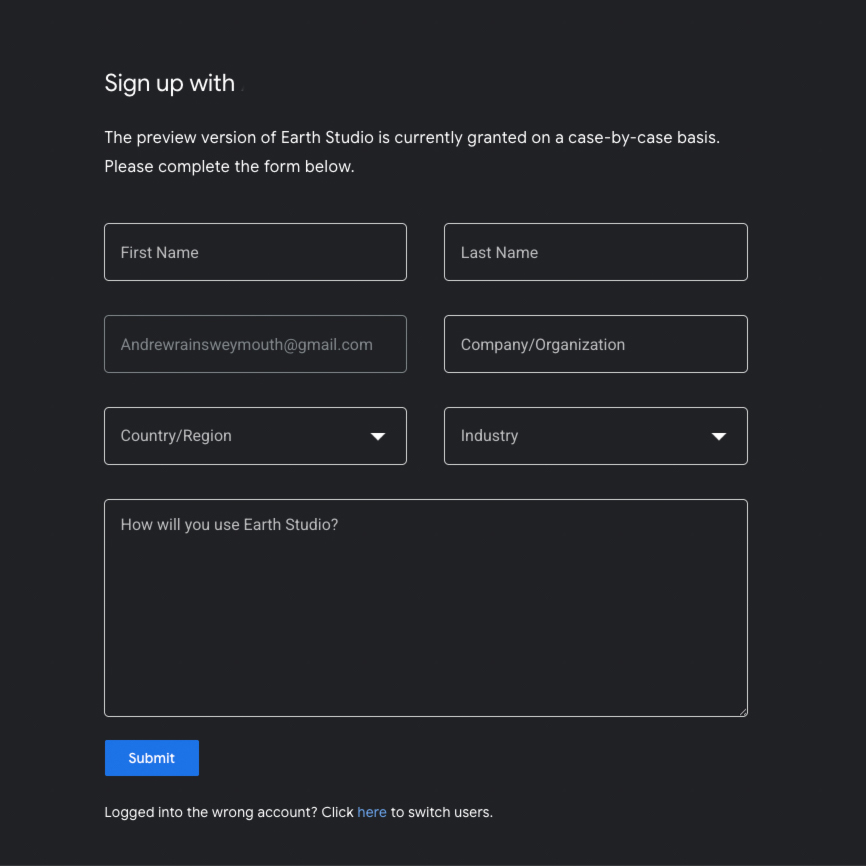 Sign up with
The preview version of Earth Studio is currently granted on a case-by-case basis.
Please complete the form below.
First Name
Last Name
Andrewrainsweymouth@gmail.com
Company/Organization
Country/Region
Industry
How will you use Earth Studio?
Submit
Logged into the wrong account? Click here to switch users.